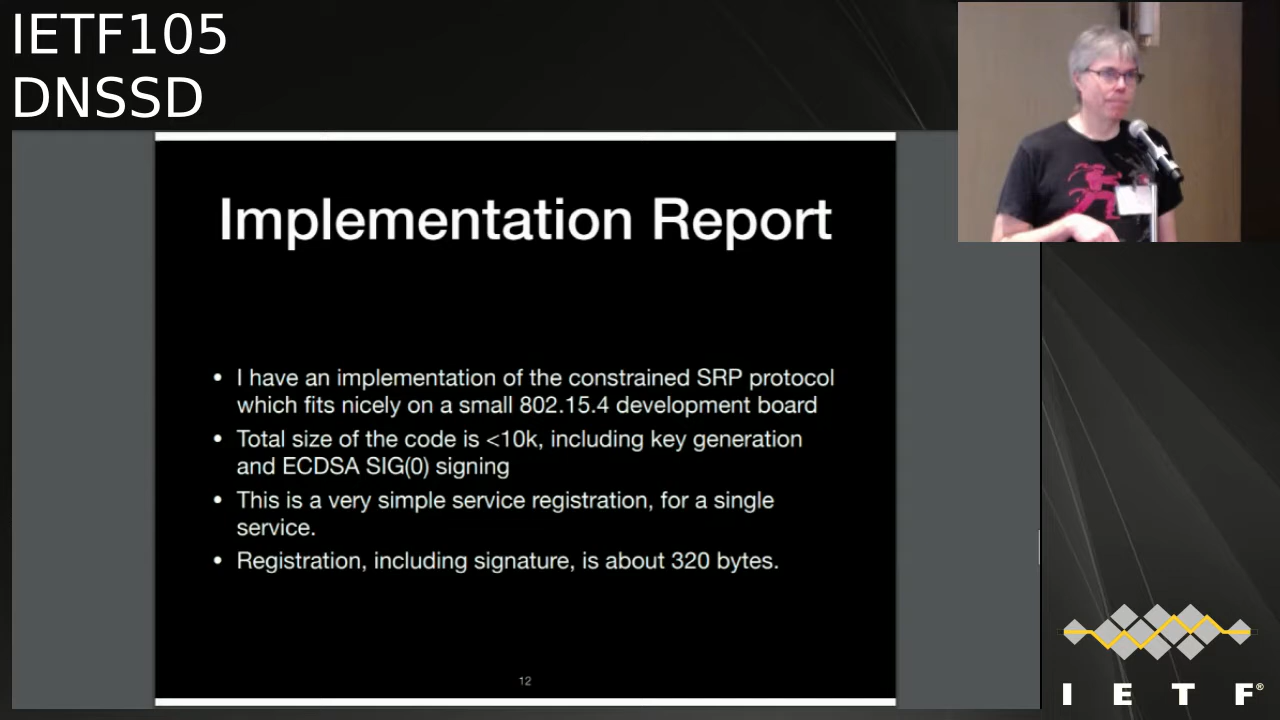 IETF105
DNSSD
Implementation Report
• I have an implementation of the constrained SRP protocol
which fits nicely on a small 802.15.4 development board
• Total size of the code is <10k, including key generation
and ECDSA SIG(0) signing
• This is a very simple service registration, for a single
service.
• Registration, including signature, is about 320 bytes.
12
I E T F®